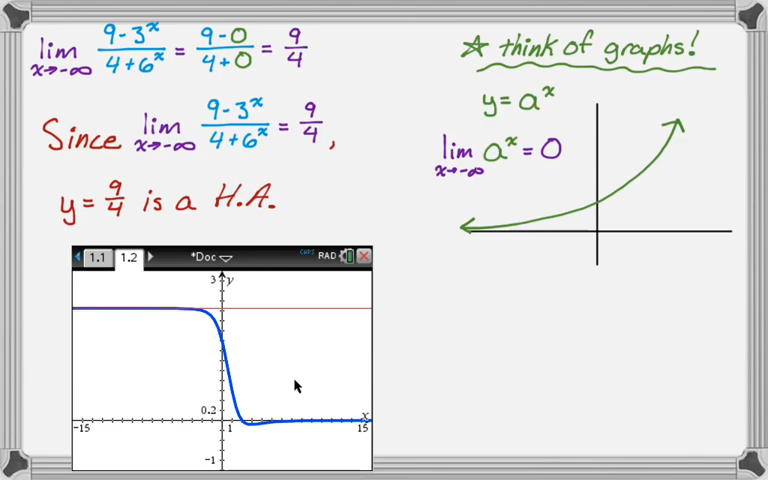 lim x→-∞ (9-3^x)/(4+6^x) = (9-0)/(4+0) = 9/4
Since lim x→-∞ (9-3^x)/(4+6^x) = 9/4,
y = 9/4 is a H.A.
☆ think of graphs!
y = a^x
lim x→-∞ a^x = 0
1.1 1.2 *Doc CAPS RAD
3 y
0.2
-15 1 x 15
-1